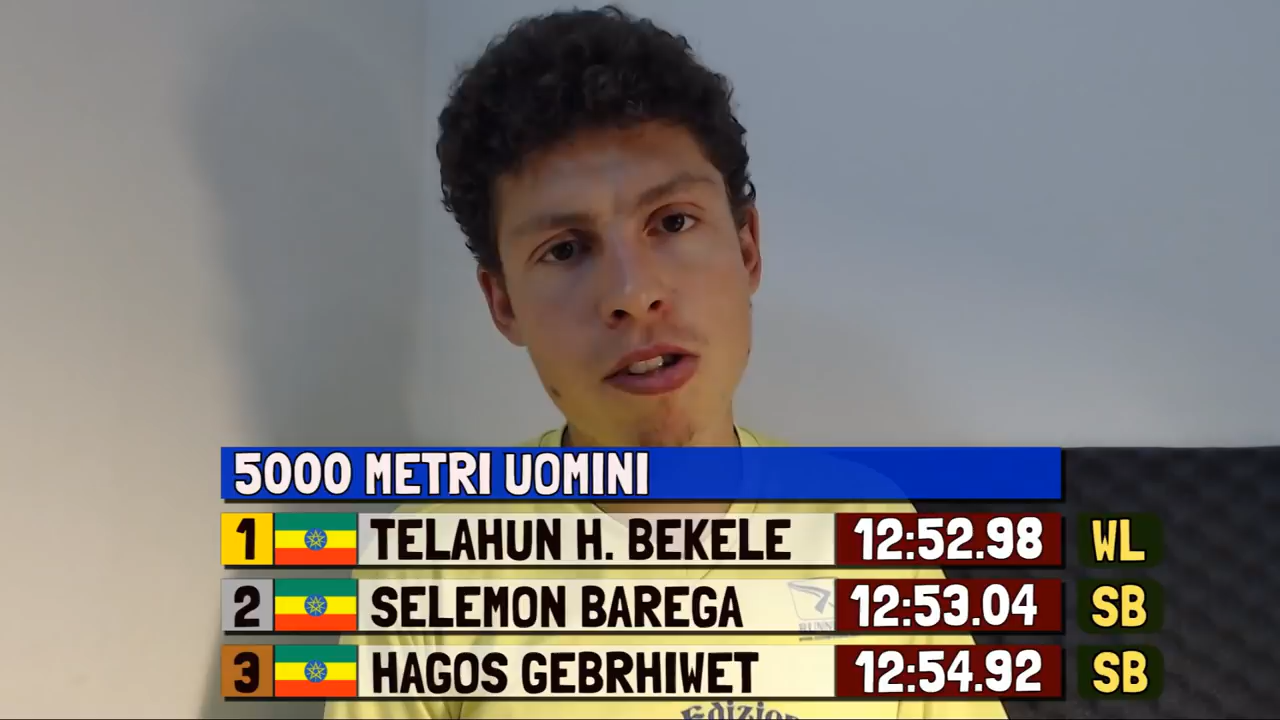 5000 METRI UOMINI
1 TELAHUN H. BEKELE 12:52.98 WL
2 SELEMON BAREGA 12:53.04 SB
3 HAGOS GEBRHIWET 12:54.92 SB
Edizion